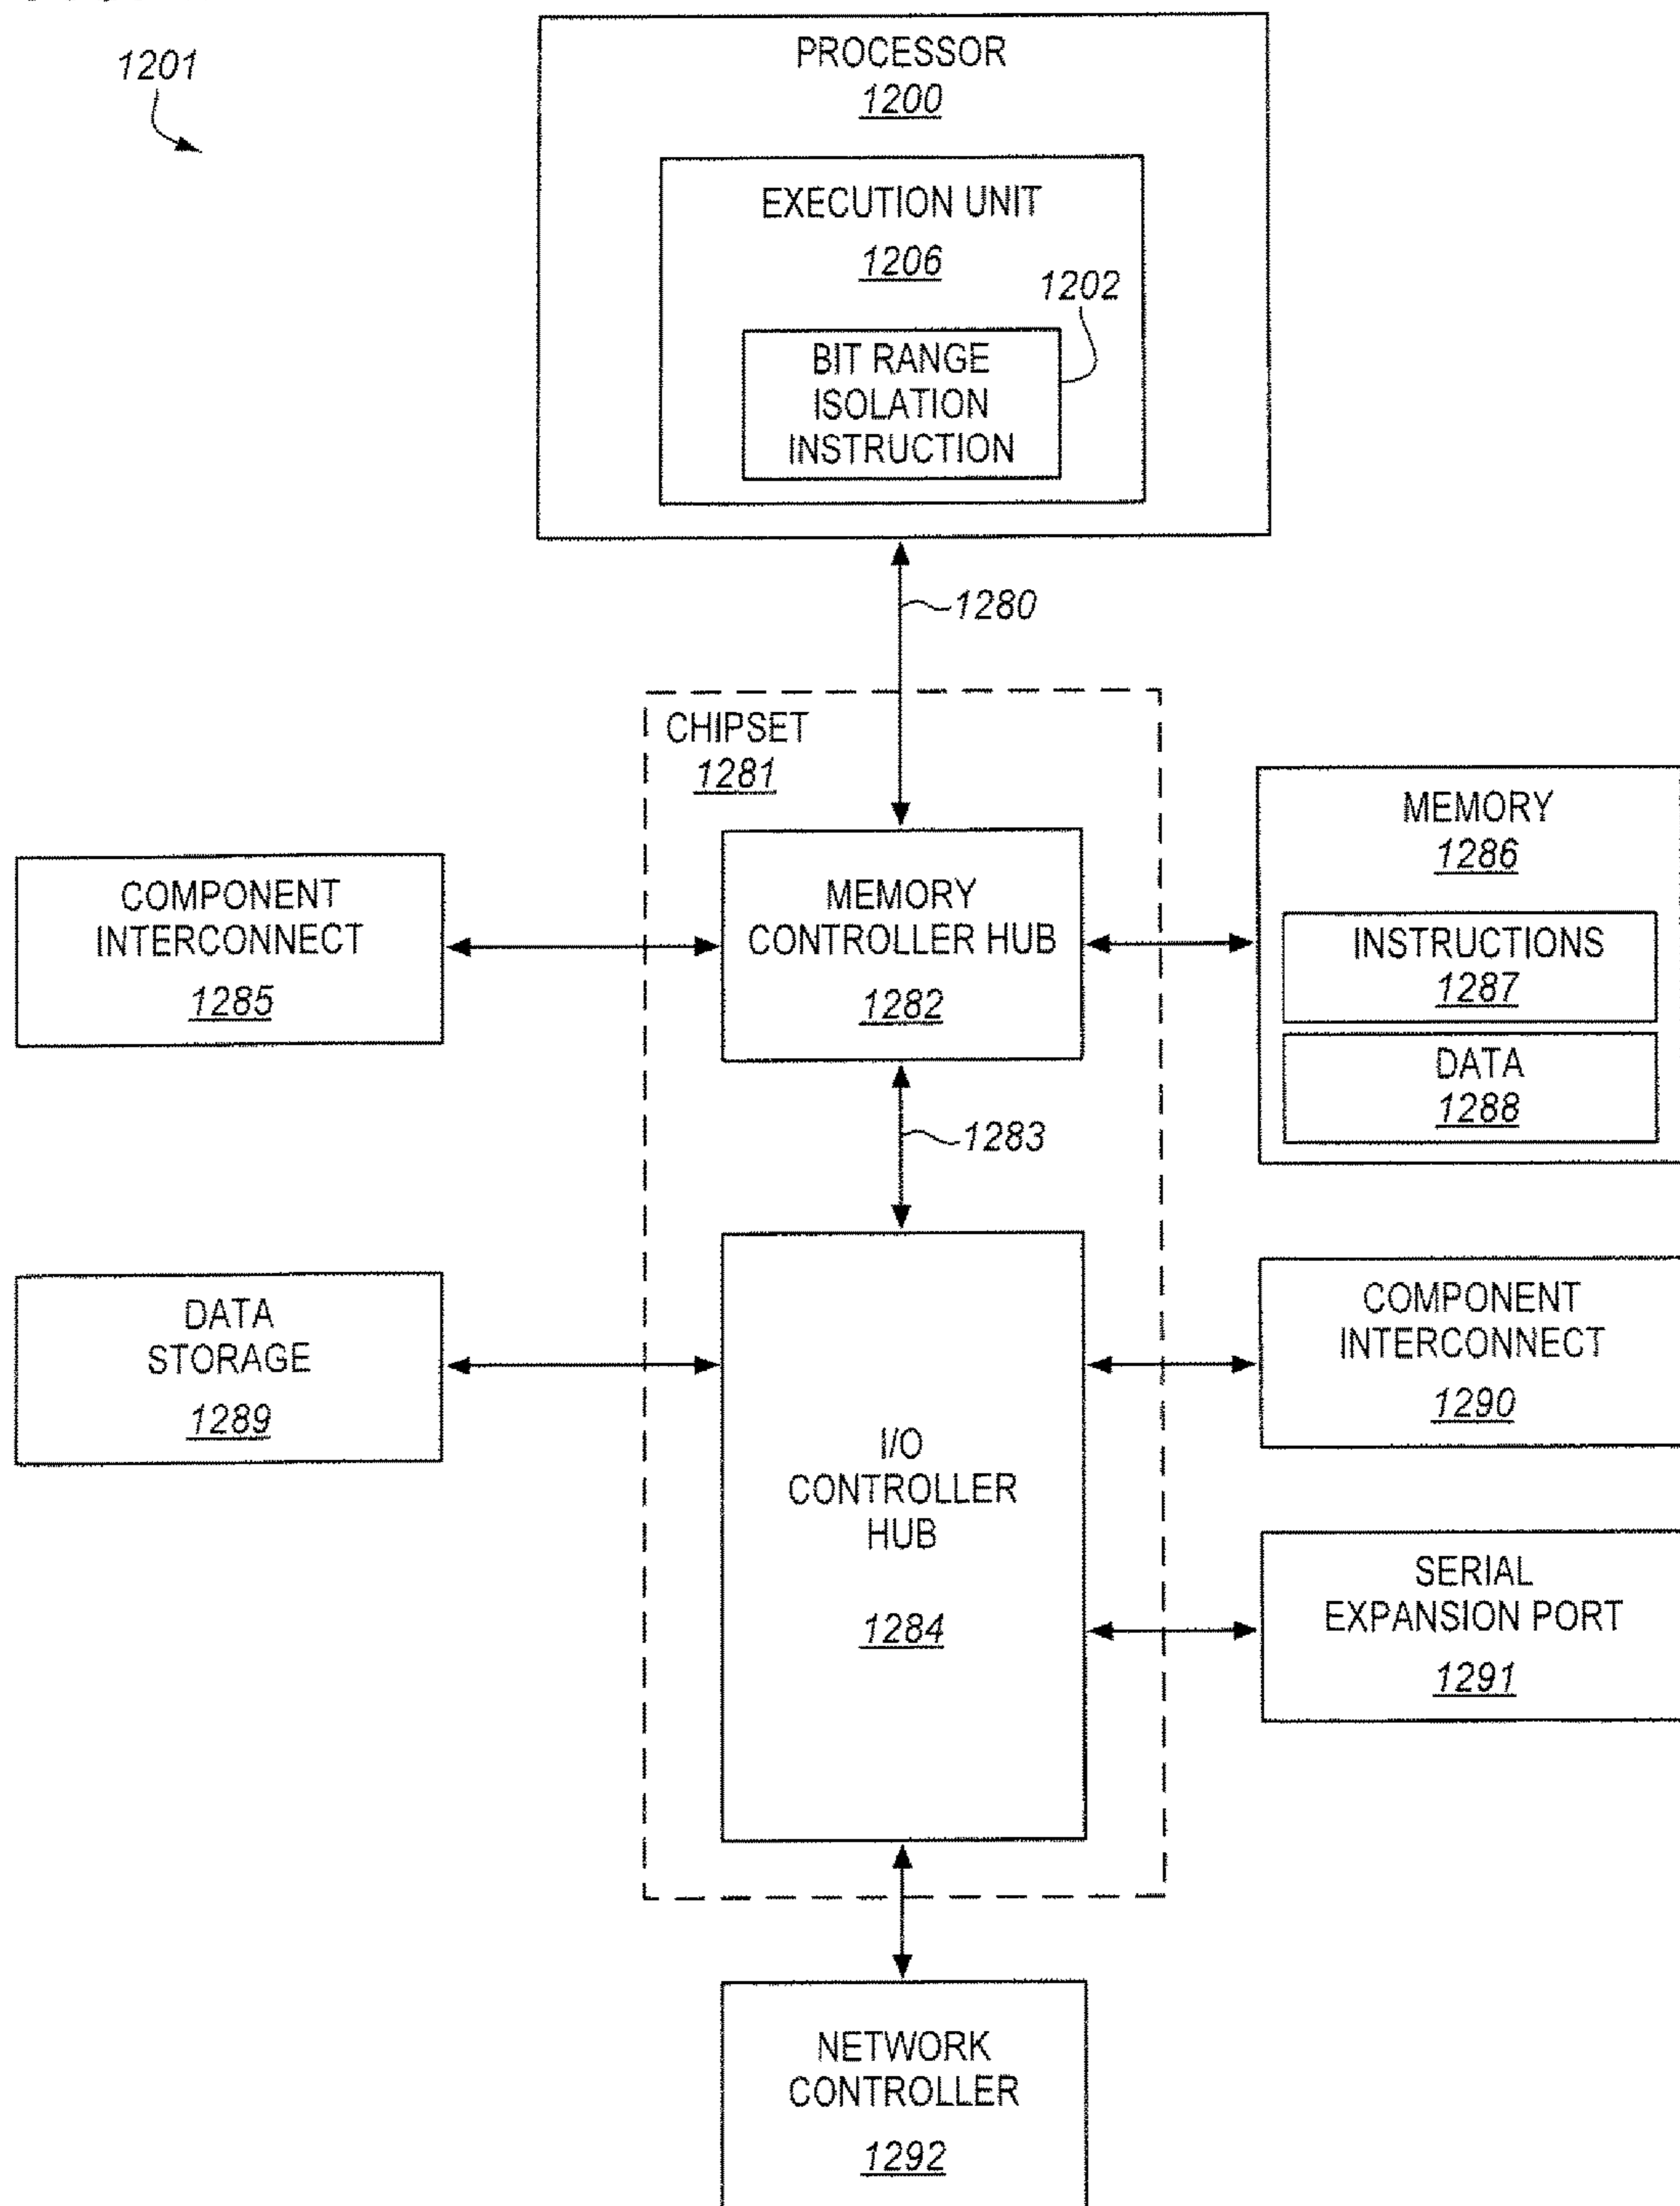 1201
PROCESSOR
1200
EXECUTION UNIT
1206
1202
BIT RANGE
ISOLATION
INSTRUCTION
1280
CHIPSET
1281
MEMORY
CONTROLLER HUB
1282
COMPONENT
INTERCONNECT
1285
MEMORY
1286
INSTRUCTIONS
1287
DATA
1288
1283
DATA
STORAGE
1289
I/O
CONTROLLER
HUB
1284
COMPONENT
INTERCONNECT
1290
SERIAL
EXPANSION PORT
1291
NETWORK
CONTROLLER
1292